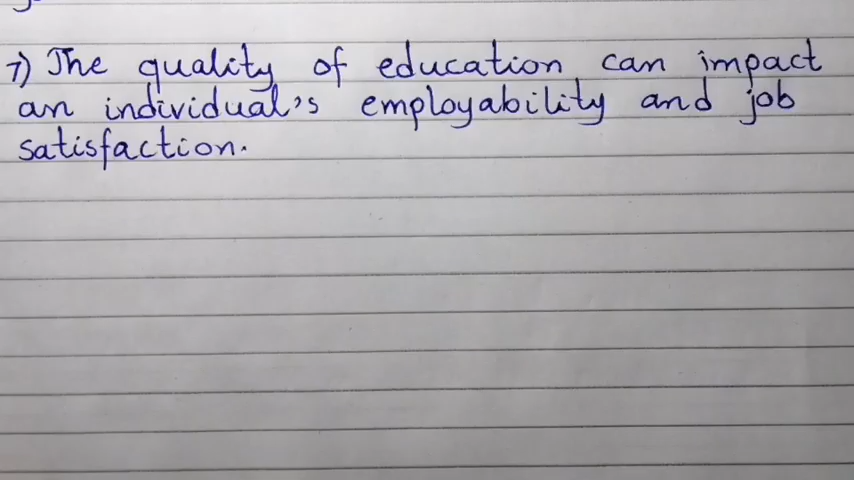 7) The quality of education can impact
an individual's employability and job
satisfaction.